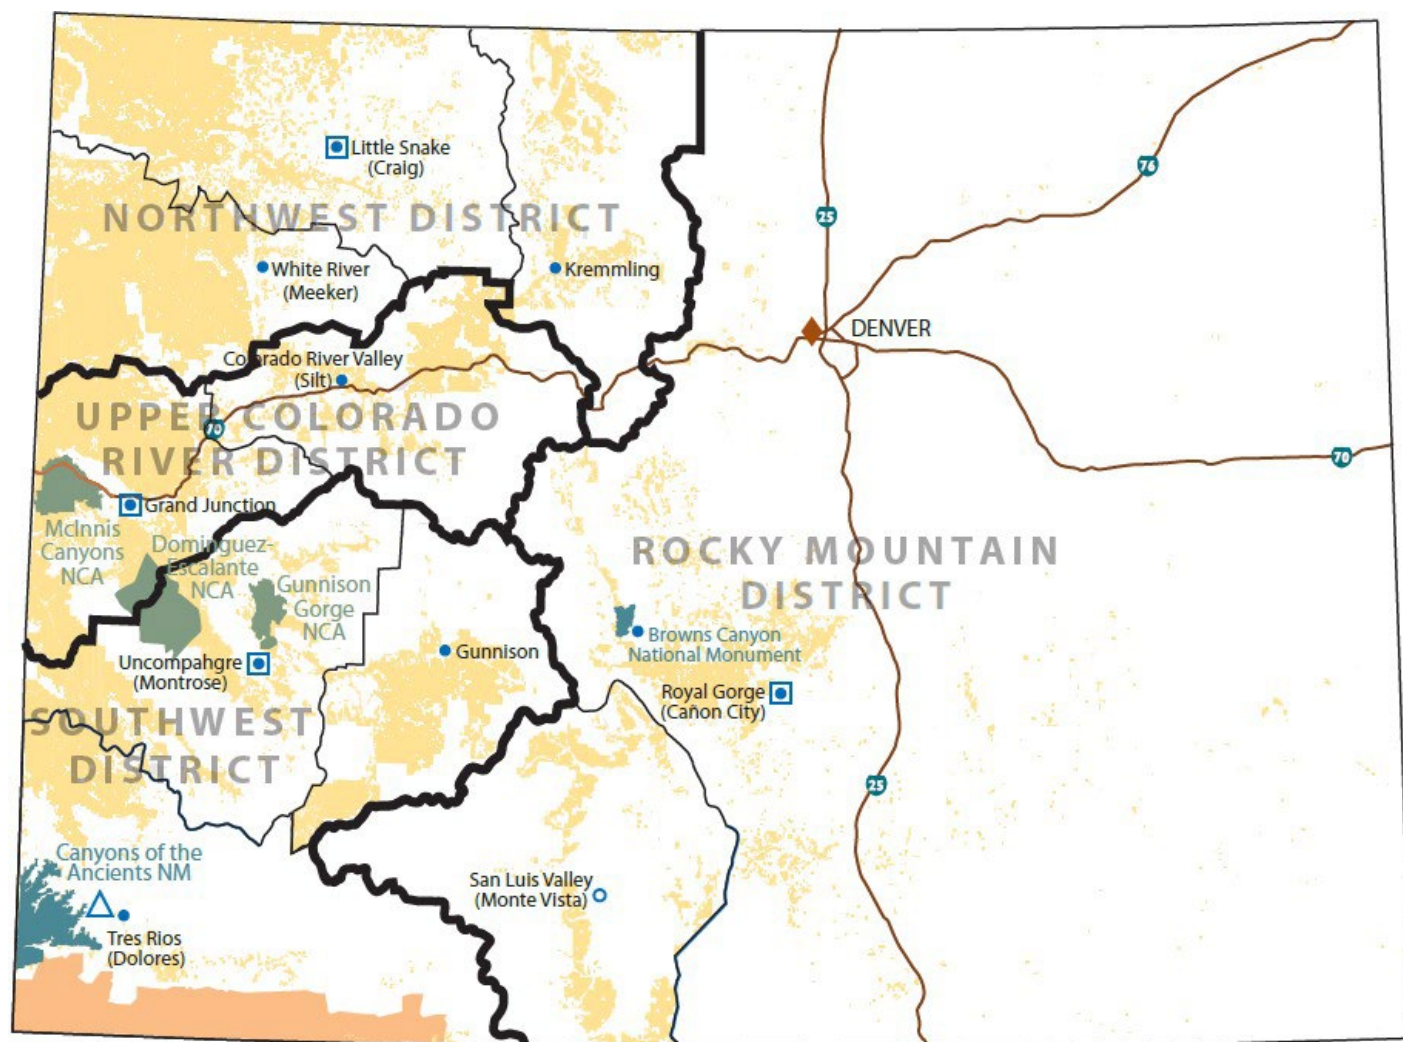 Little Snake
(Craig)
76
25
NORTHWEST DISTRICT
White River
(Meeker)
Kremmling
DENVER
Colorado River Valley
(Silt)
UPPER COLORADO
70
RIVER DISTRICT
70
Grand Junction
McInnis
Canyons
NCA
Dominguez-
Escalante
NCA
Gunnison
Gorge
NCA
ROCKY MOUNTAIN
DISTRICT
Browns Canyon
National Monument
Gunnison
Uncompahgre
(Montrose)
Royal Gorge
(Cañon City)
SOUTHWEST
DISTRICT
25
Canyons of the
Ancients NM
San Luis Valley
(Monte Vista)
Tres Rios
(Dolores)